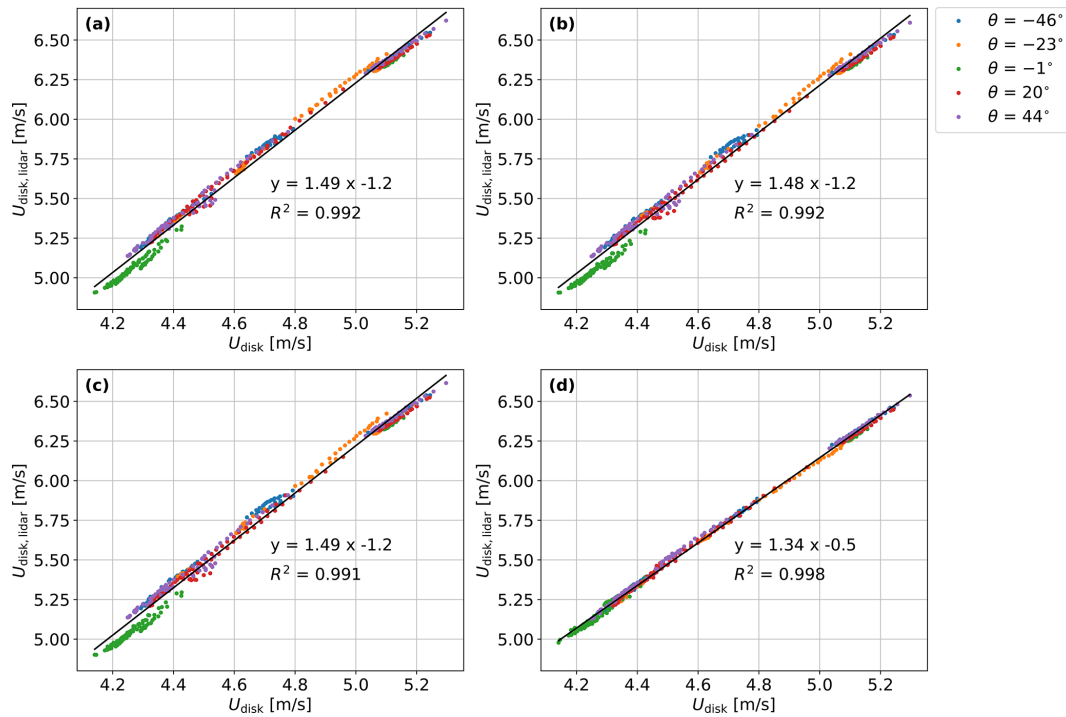 (a)
6.50
6.25
6.00
5.75
5.50
5.25
5.00
U_disk, lidar [m/s]
y = 1.49 x -1.2
R² = 0.992
4.2 4.4 4.6 4.8 5.0 5.2
U_disk [m/s]
(b)
6.50
6.25
6.00
5.75
5.50
5.25
5.00
U_disk, lidar [m/s]
y = 1.48 x -1.2
R² = 0.992
4.2 4.4 4.6 4.8 5.0 5.2
U_disk [m/s]
θ = −46°
θ = −23°
θ = −1°
θ = 20°
θ = 44°
(c)
6.50
6.25
6.00
5.75
5.50
5.25
5.00
U_disk, lidar [m/s]
y = 1.49 x -1.2
R² = 0.991
4.2 4.4 4.6 4.8 5.0 5.2
U_disk [m/s]
(d)
6.50
6.25
6.00
5.75
5.50
5.25
5.00
U_disk, lidar [m/s]
y = 1.34 x -0.5
R² = 0.998
4.2 4.4 4.6 4.8 5.0 5.2
U_disk [m/s]